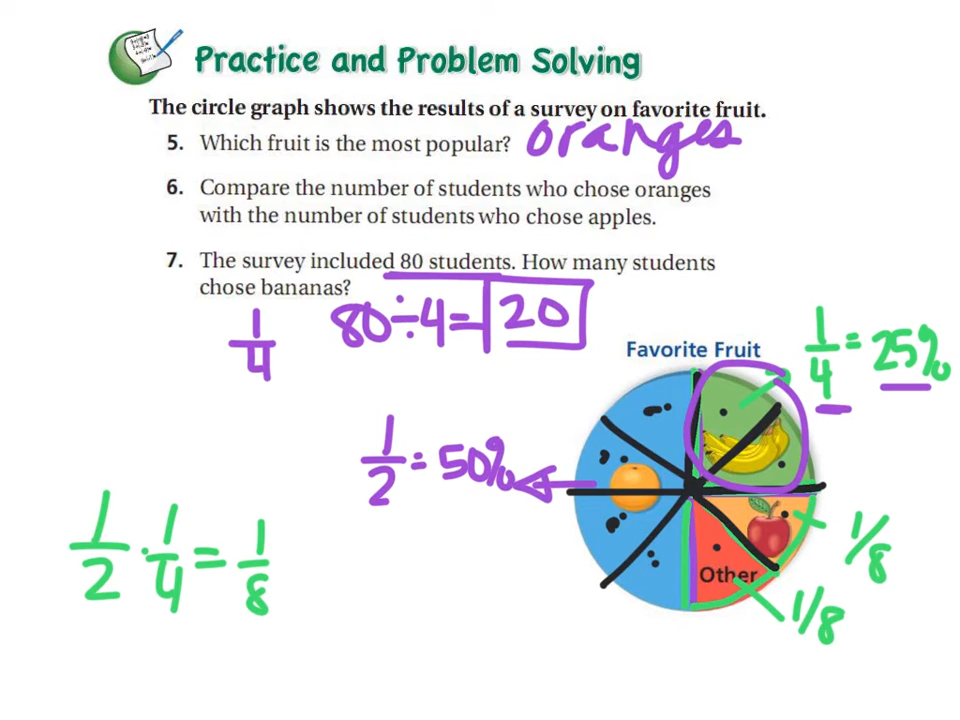 Practice and Problem Solving
The circle graph shows the results of a survey on favorite fruit.
5. Which fruit is the most popular? oranges
6. Compare the number of students who chose oranges
with the number of students who chose apples.
7. The survey included 80 students. How many students
chose bananas?
1/4 80÷4=20
Favorite Fruit
1/4 = 25%
1/2 = 50%
1/2 · 1/4 = 1/8
1/8
Other
1/8